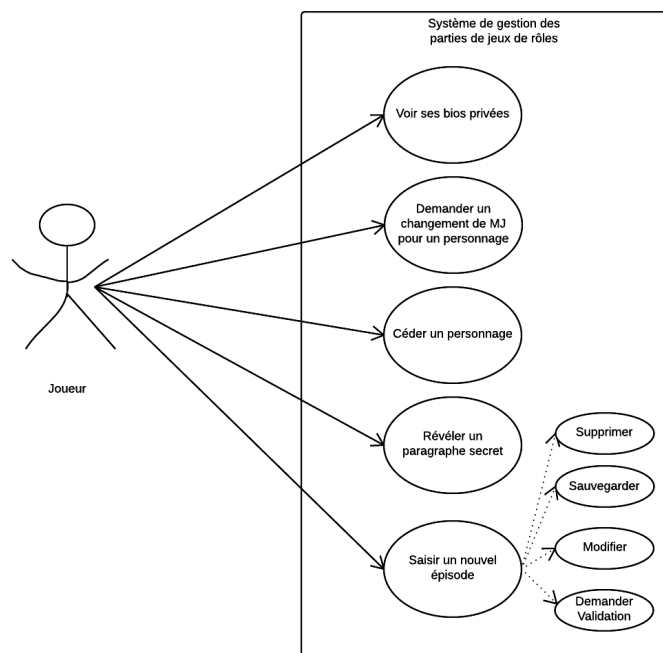 Système de gestion des
parties de jeux de rôles
Voir ses bios privées
Demander un
changement de MJ
pour un personnage
Céder un personnage
Joueur
Révéler un
paragraphe secret
Supprimer
Sauvegarder
Saisir un nouvel
épisode
Modifier
Demander
Validation